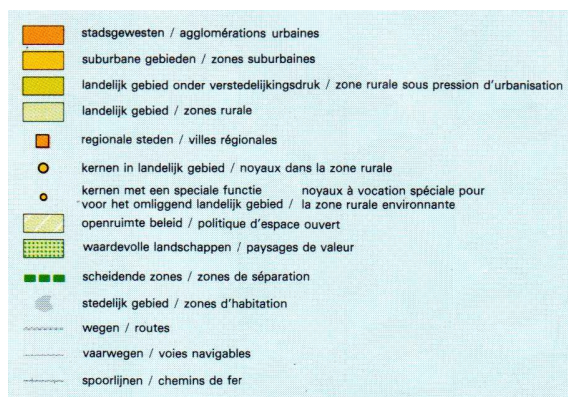 stadsgewesten / agglomérations urbaines
suburbane gebieden / zones suburbaines
landelijk gebied onder verstedelijkingsdruk / zone rurale sous pression d'urbanisation
landelijk gebied / zones rurale
regionale steden / villes régionales
kernen in landelijk gebied / noyaux dans la zone rurale
kernen met een speciale functie noyaux à vocation spéciale pour
voor het omliggend landelijk gebied / la zone rurale environnante
openruimte beleid / politique d'espace ouvert
waardevolle landschappen / paysages de valeur
scheidende zones / zones de séparation
stedelijk gebied / zones d'habitation
wegen / routes
vaarwegen / voies navigables
spoorlijnen / chemins de fer